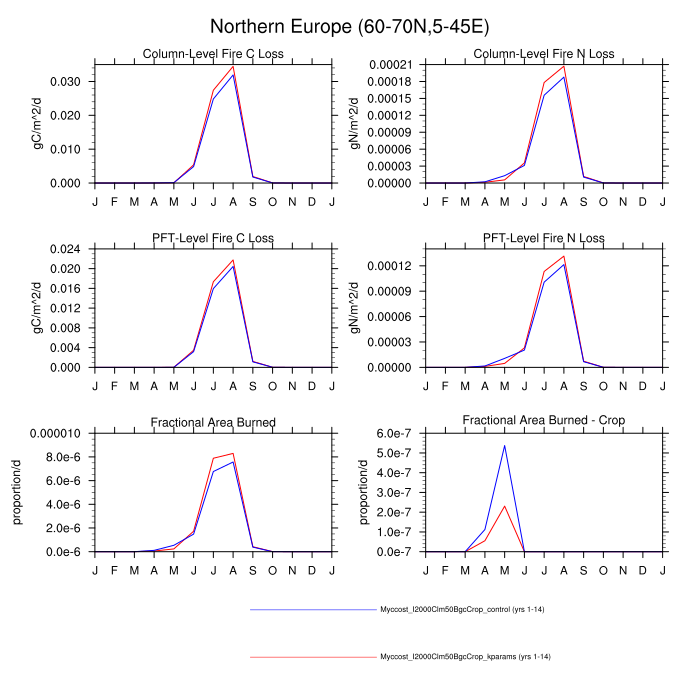 Northern Europe (60-70N,5-45E)
Column-Level Fire C Loss
gC/m^2/d
0.030
0.020
0.010
0.000
J F M A M J J A S O N D J
Column-Level Fire N Loss
gN/m^2/d
0.00021
0.00018
0.00015
0.00012
0.00009
0.00006
0.00003
0.00000
J F M A M J J A S O N D J
PFT-Level Fire C Loss
gC/m^2/d
0.024
0.020
0.016
0.012
0.008
0.004
0.000
J F M A M J J A S O N D J
PFT-Level Fire N Loss
gN/m^2/d
0.00012
0.00009
0.00006
0.00003
0.00000
J F M A M J J A S O N D J
Fractional Area Burned
proportion/d
0.000010
8.0e-6
6.0e-6
4.0e-6
2.0e-6
0.0e-6
J F M A M J J A S O N D J
Fractional Area Burned - Crop
proportion/d
6.0e-7
5.0e-7
4.0e-7
3.0e-7
2.0e-7
1.0e-7
0.0e-7
J F M A M J J A S O N D J
Myccost_I2000Clm50BgcCrop_control (yrs 1-14)
Myccost_I2000Clm50BgcCrop_kparams (yrs 1-14)